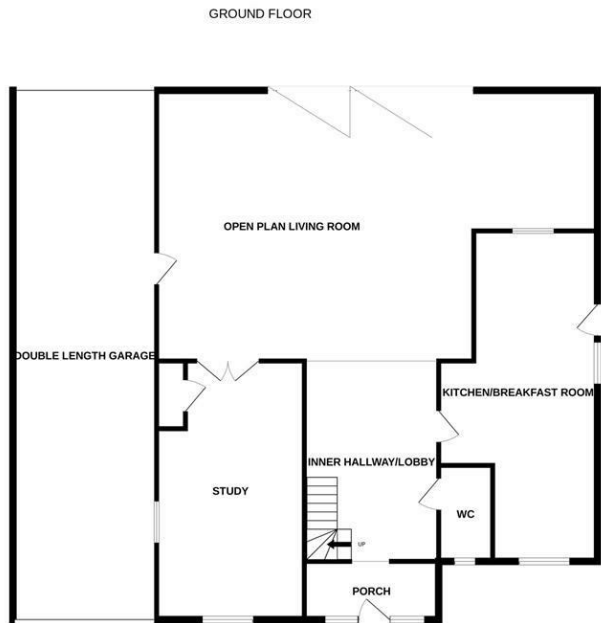 GROUND FLOOR
OPEN PLAN LIVING ROOM
DOUBLE LENGTH GARAGE
KITCHEN/BREAKFAST ROOM
INNER HALLWAY/LOBBY
STUDY
WC
UP
PORCH